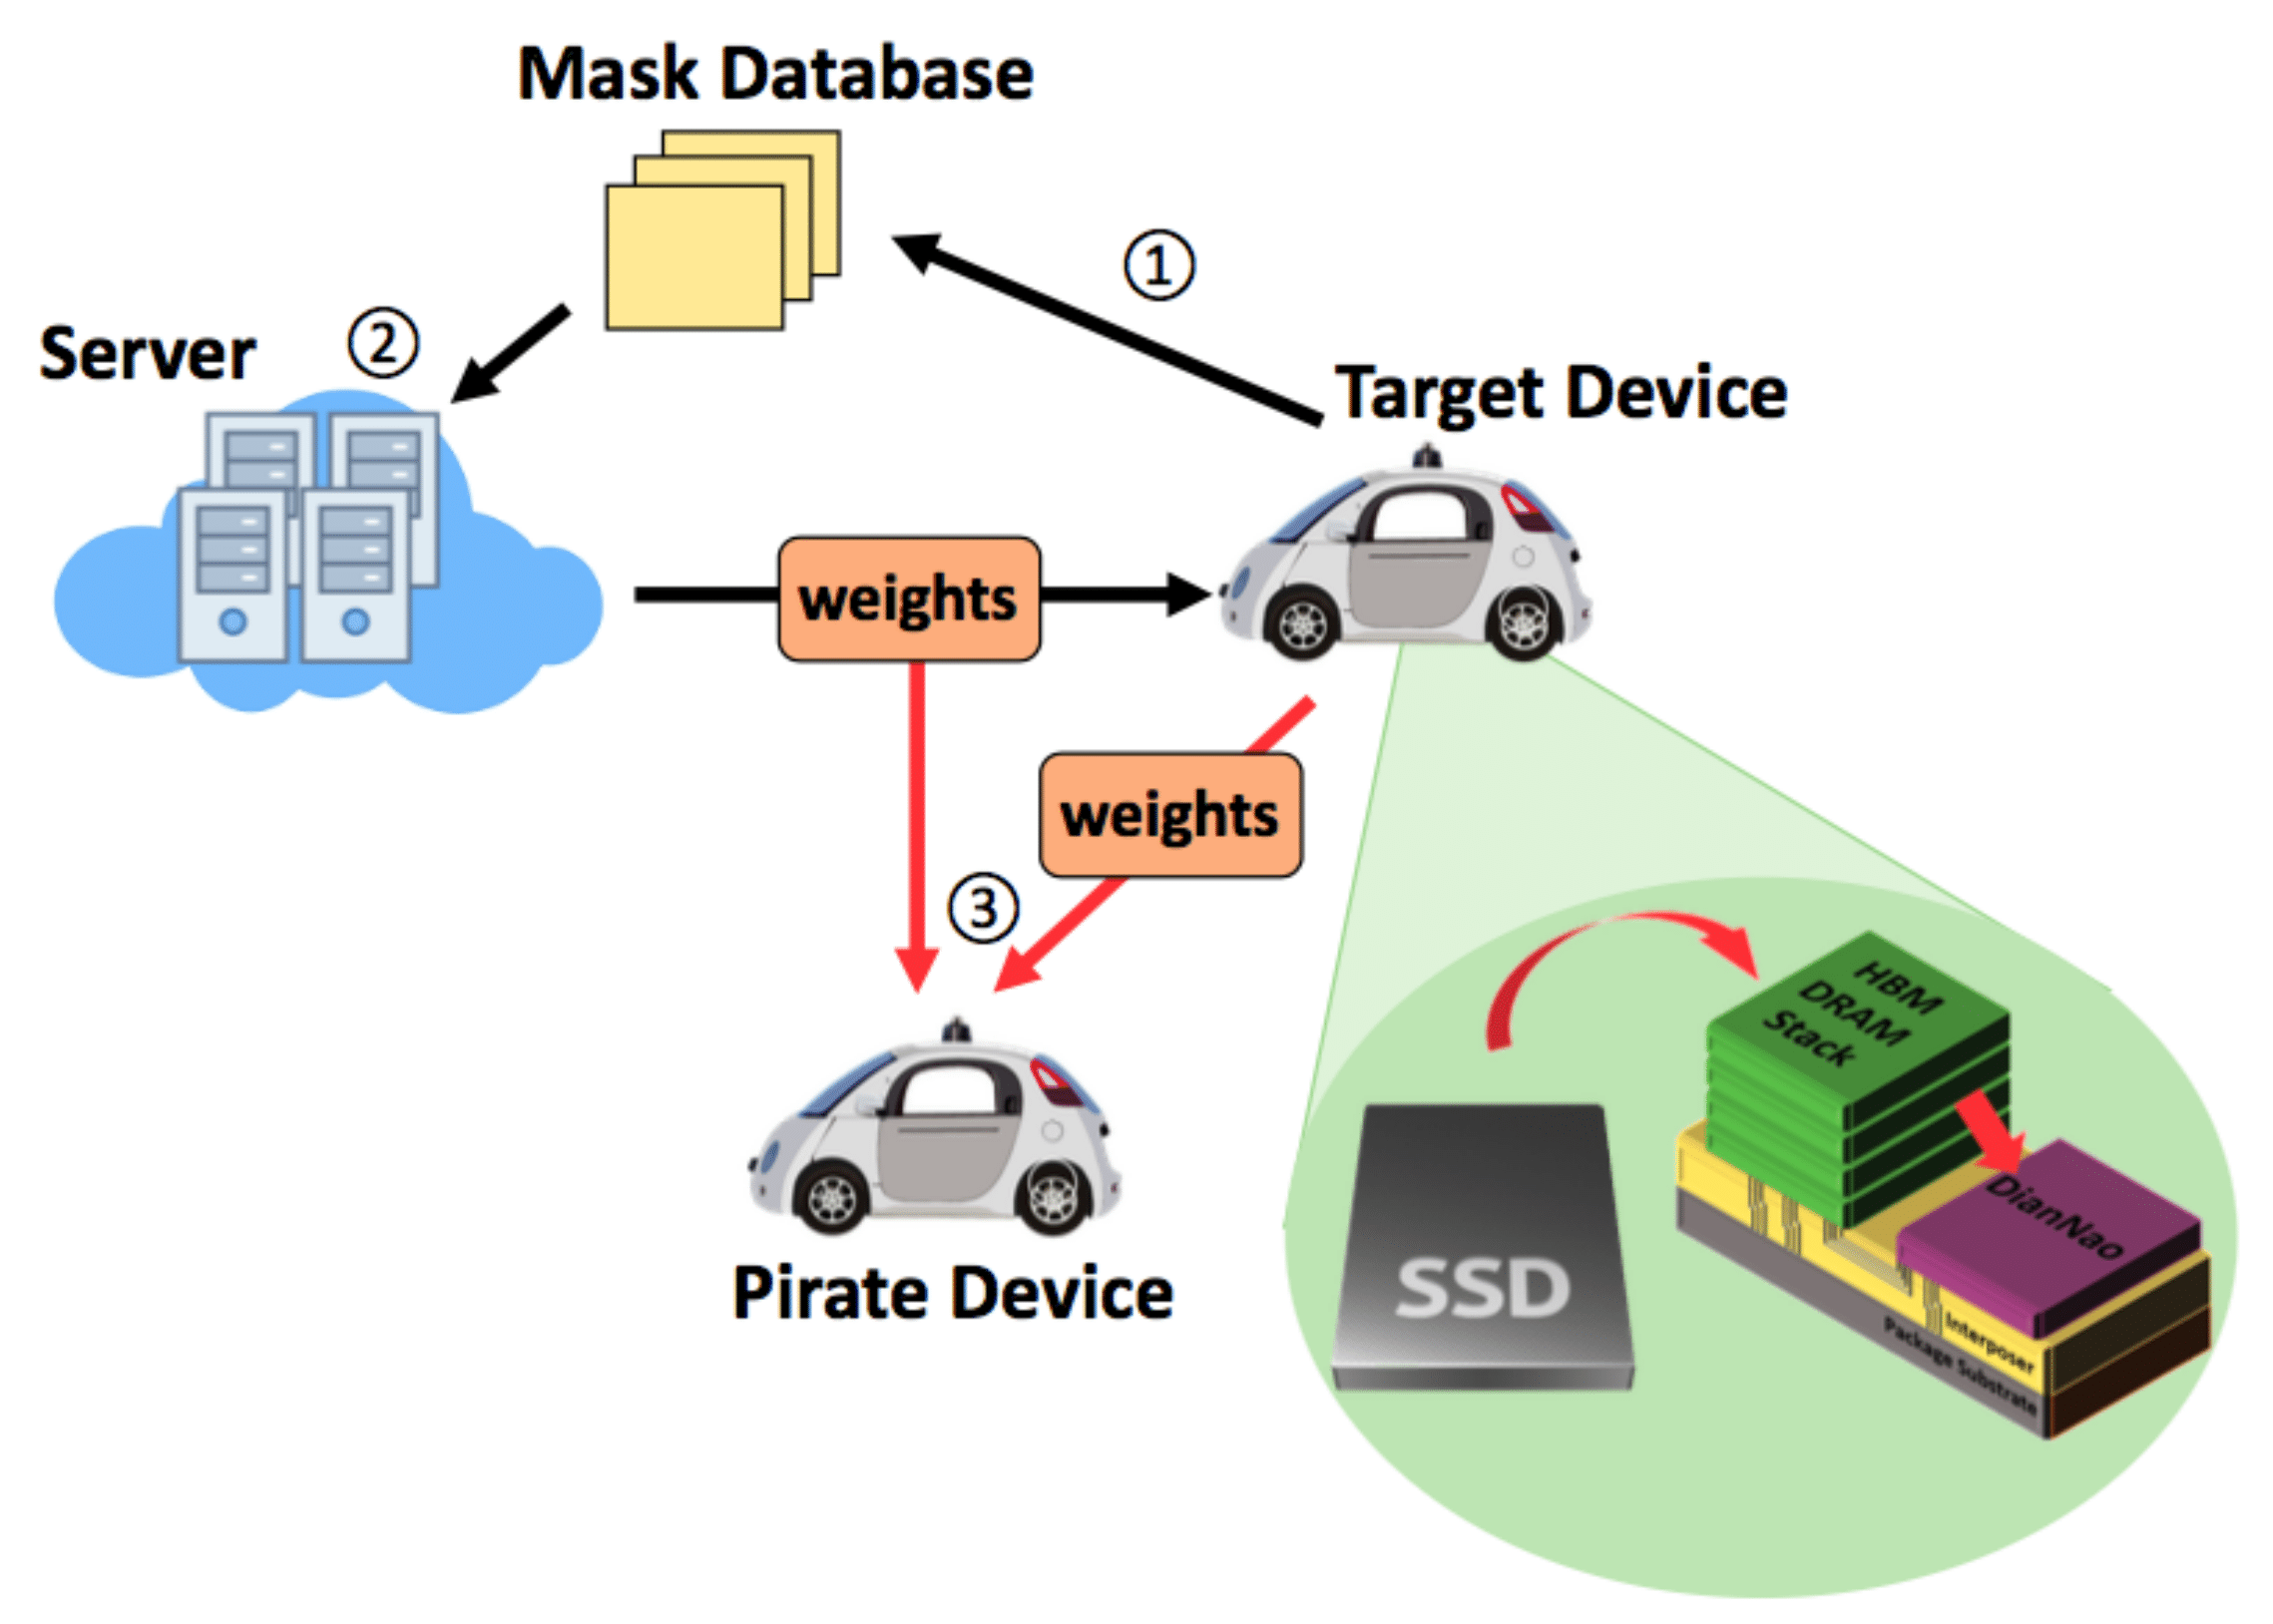 Mask Database
①
②
Server
Target Device
weights
weights
③
HBM
DRAM
Stack
DianNao
SSD
Interposer
Package Substrate
Pirate Device